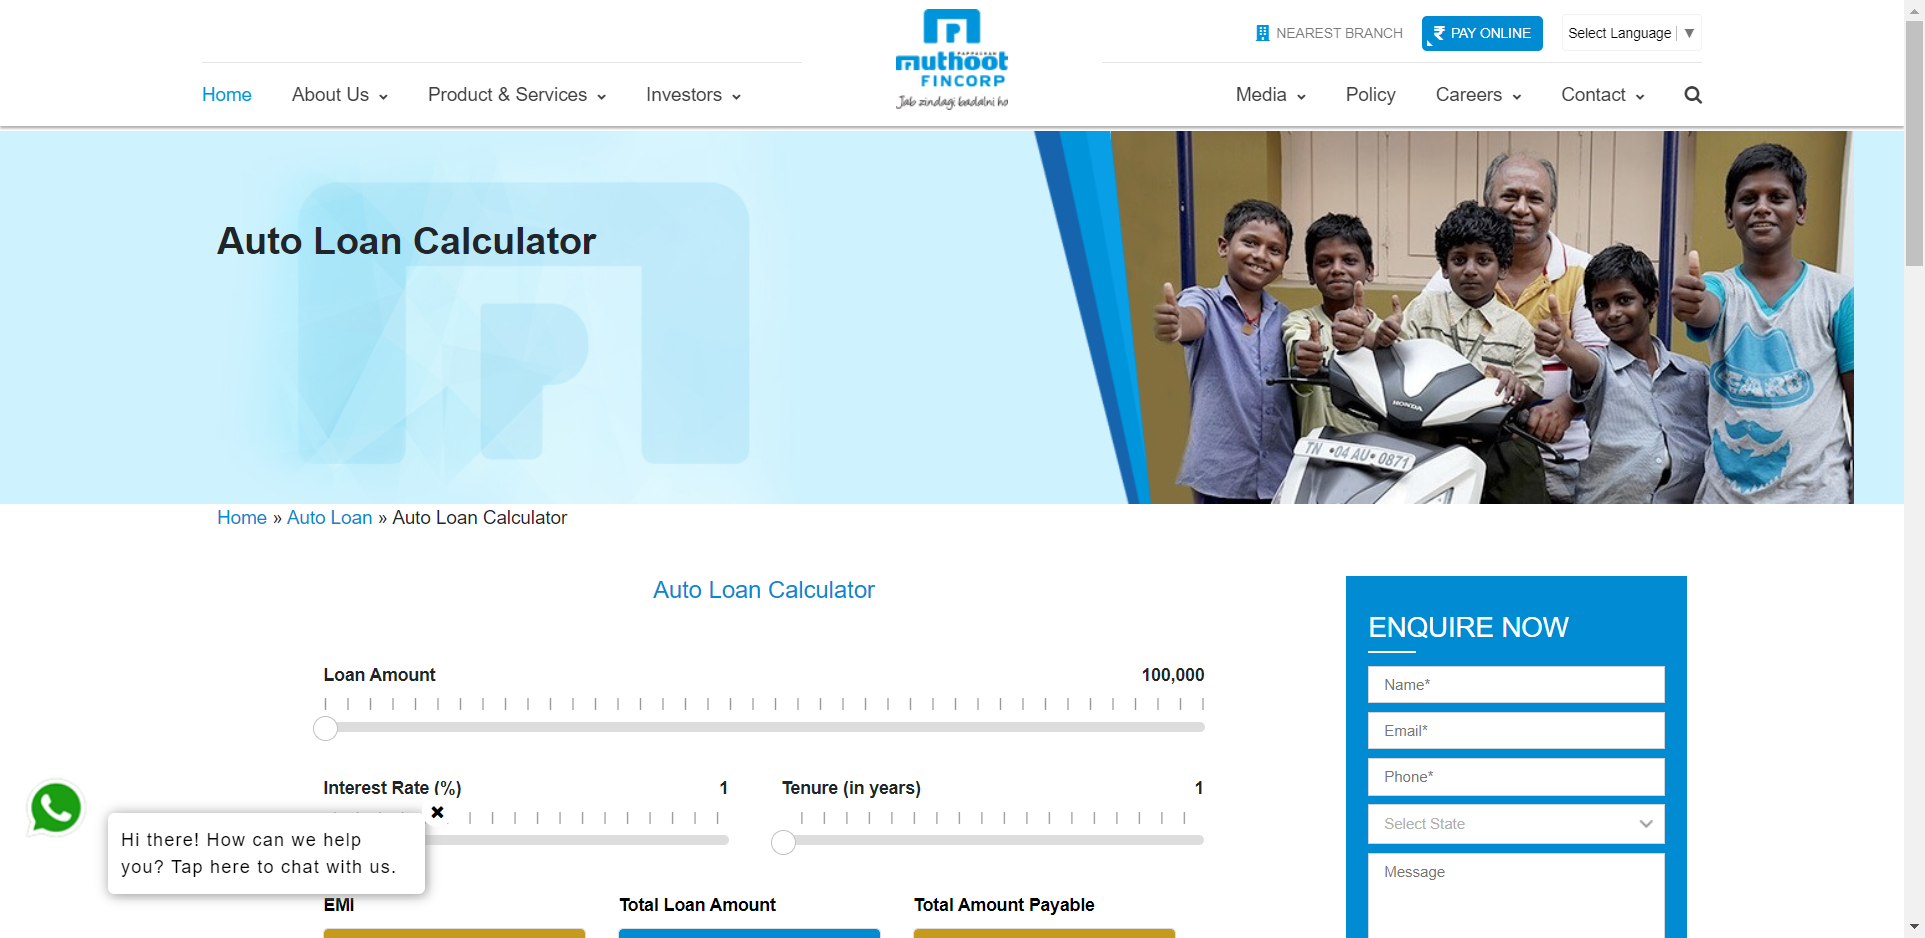 NEAREST BRANCH
PAY ONLINE
Select Language ▼
PAPPACHAN
muthoot
FINCORP
Jab zindagi badalni ho
Home
About Us
Product & Services
Investors
Media
Policy
Careers
Contact
Auto Loan Calculator
HONDA
TN 04 AU 0871
Home » Auto Loan » Auto Loan Calculator
Auto Loan Calculator
Loan Amount 100,000
Interest Rate (%) 1
Tenure (in years) 1
Hi there! How can we help
you? Tap here to chat with us.
EMI
Total Loan Amount
Total Amount Payable
ENQUIRE NOW
Name*
Email*
Phone*
Select State
Message